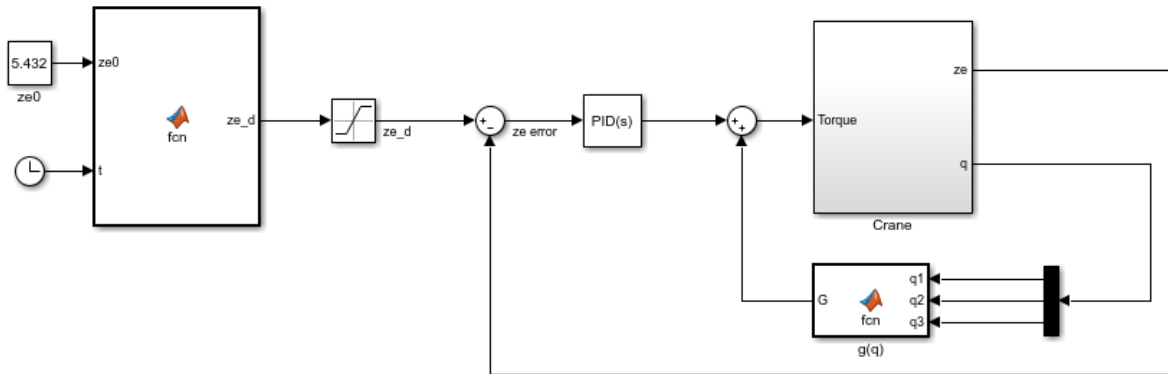 5.432
ze0
ze0
t
fcn
ze_d
ze_d
+
−
ze error
PID(s)
+
+
Torque
ze
q
Crane
G
fcn
q1
q2
q3
g(q)